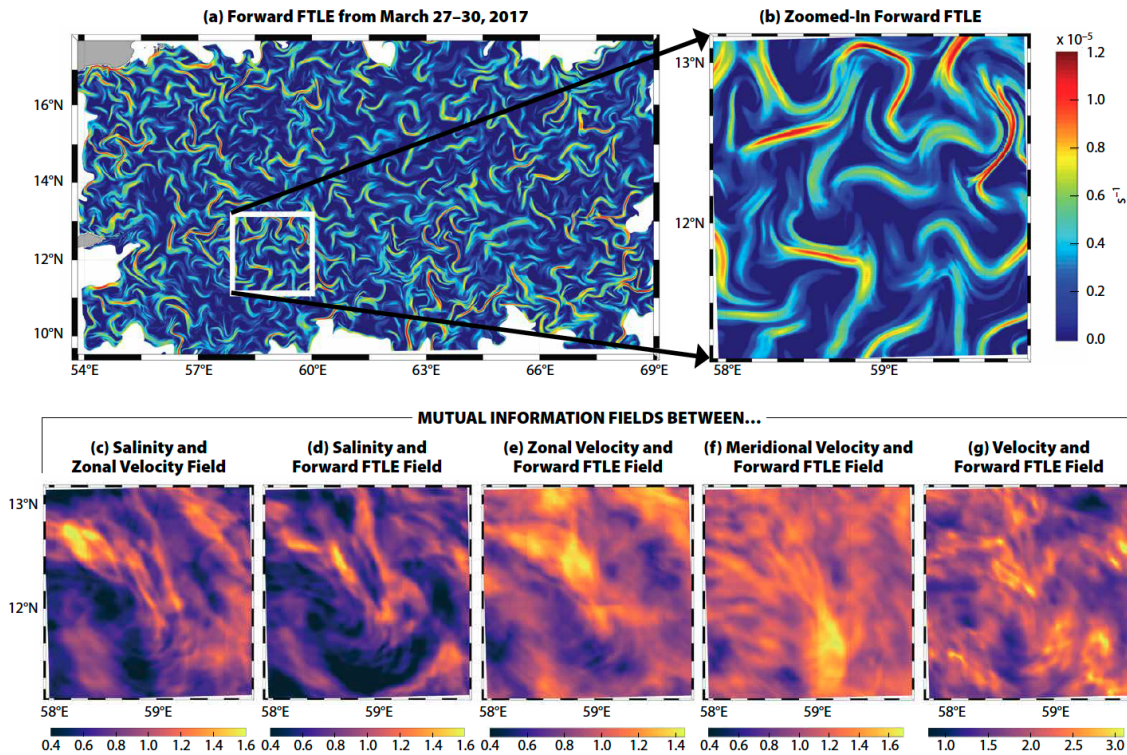 (a) Forward FTLE from March 27–30, 2017
(b) Zoomed-In Forward FTLE
16°N
14°N
12°N
10°N
54°E 57°E 60°E 63°E 66°E 69°E
13°N
12°N
58°E 59°E
x 10⁻⁵
1.2
1.0
0.8
0.6
0.4
0.2
0.0
s⁻¹
MUTUAL INFORMATION FIELDS BETWEEN...
(c) Salinity and
Zonal Velocity Field
(d) Salinity and
Forward FTLE Field
(e) Zonal Velocity and
Forward FTLE Field
(f) Meridional Velocity and
Forward FTLE Field
(g) Velocity and
Forward FTLE Field
13°N
12°N
58°E 59°E
58°E 59°E
58°E 59°E
58°E 59°E
58°E 59°E
0.4 0.6 0.8 1.0 1.2 1.4 1.6
0.4 0.6 0.8 1.0 1.2 1.4 1.6
0.4 0.6 0.8 1.0 1.2 1.4
0.4 0.6 0.8 1.0 1.2 1.4 1.6
1.0 1.5 2.0 2.5 3.0